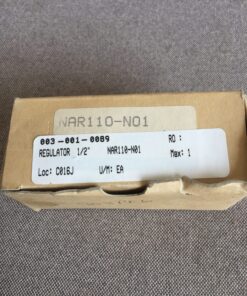 NAR110-N01
003-001-0089
RO :
REGULATOR 1/2" NAR110-N01
Max: 1
Loc: C016J
U/M: EA